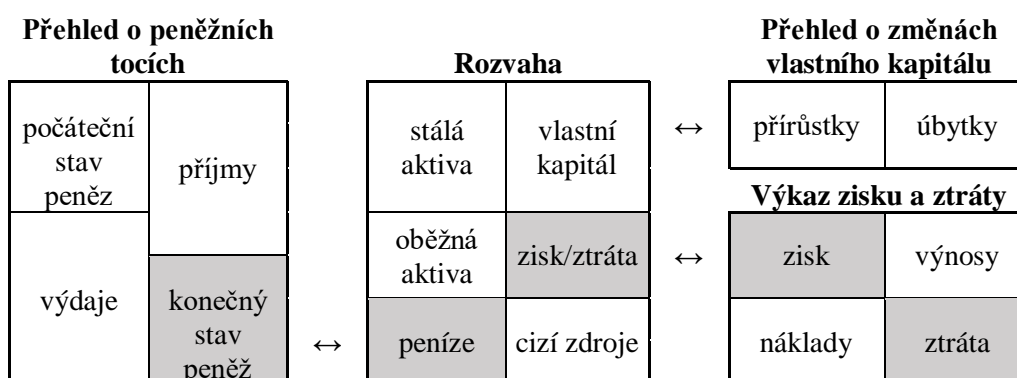 Přehled o peněžních
tocích
počáteční
stav
peněz
příjmy
výdaje
konečný
stav
peněž
↔
Rozvaha
stálá
aktiva
vlastní
kapitál
oběžná
aktiva
zisk/ztráta
peníze
cizí zdroje
↔
↔
Přehled o změnách
vlastního kapitálu
přírůstky
úbytky
Výkaz zisku a ztráty
zisk
výnosy
náklady
ztráta